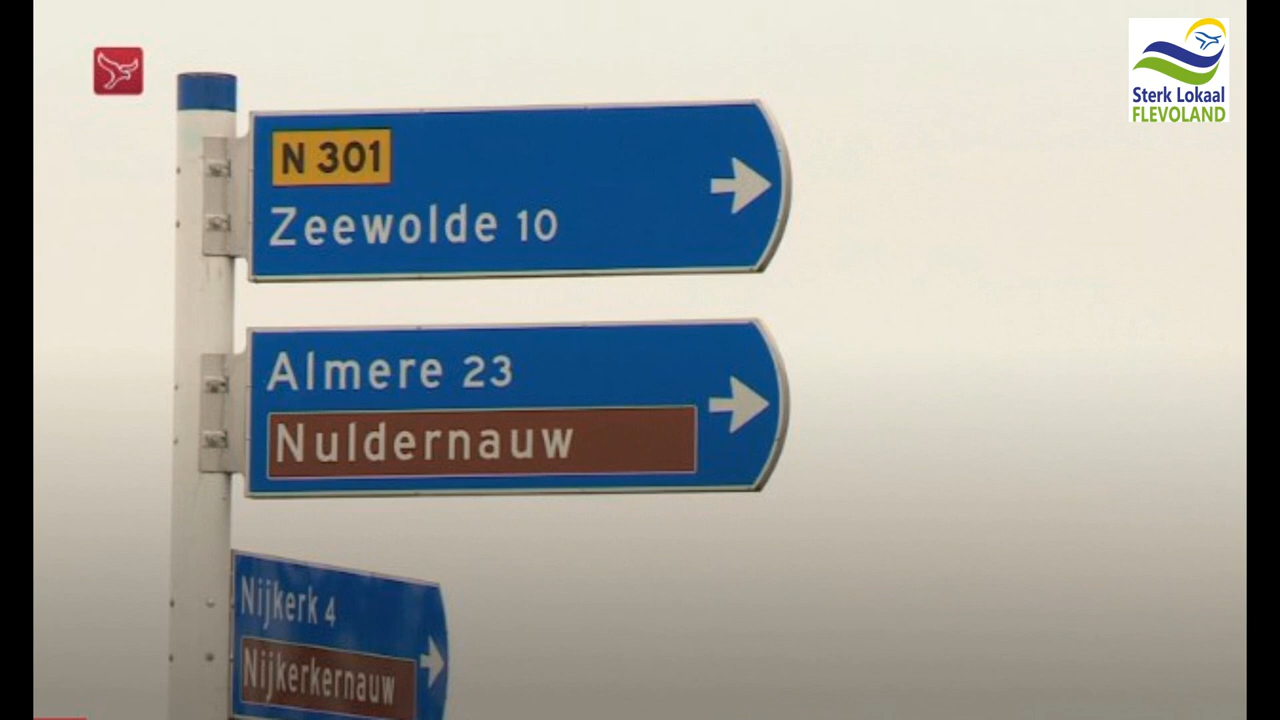 Sterk Lokaal
FLEVOLAND
N 301
Zeewolde 10
Almere 23
Nuldernauw
Nijkerk 4
Nijkerkernauw